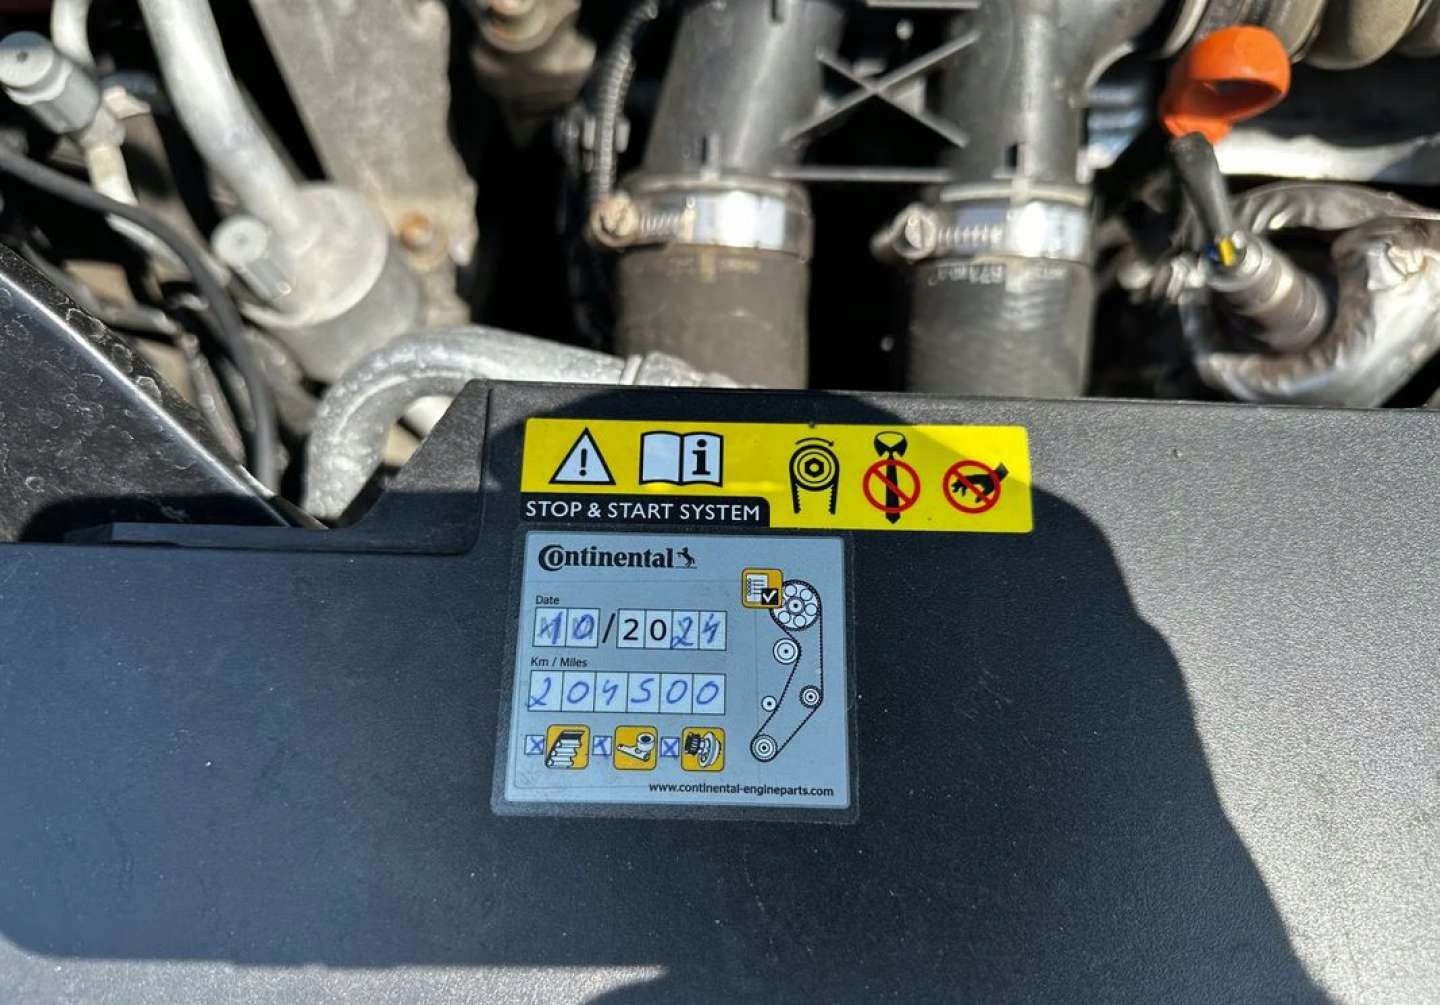 STOP & START SYSTEM
Continental
Date
10/2024
Km / Miles
204500
www.continental-engineparts.com